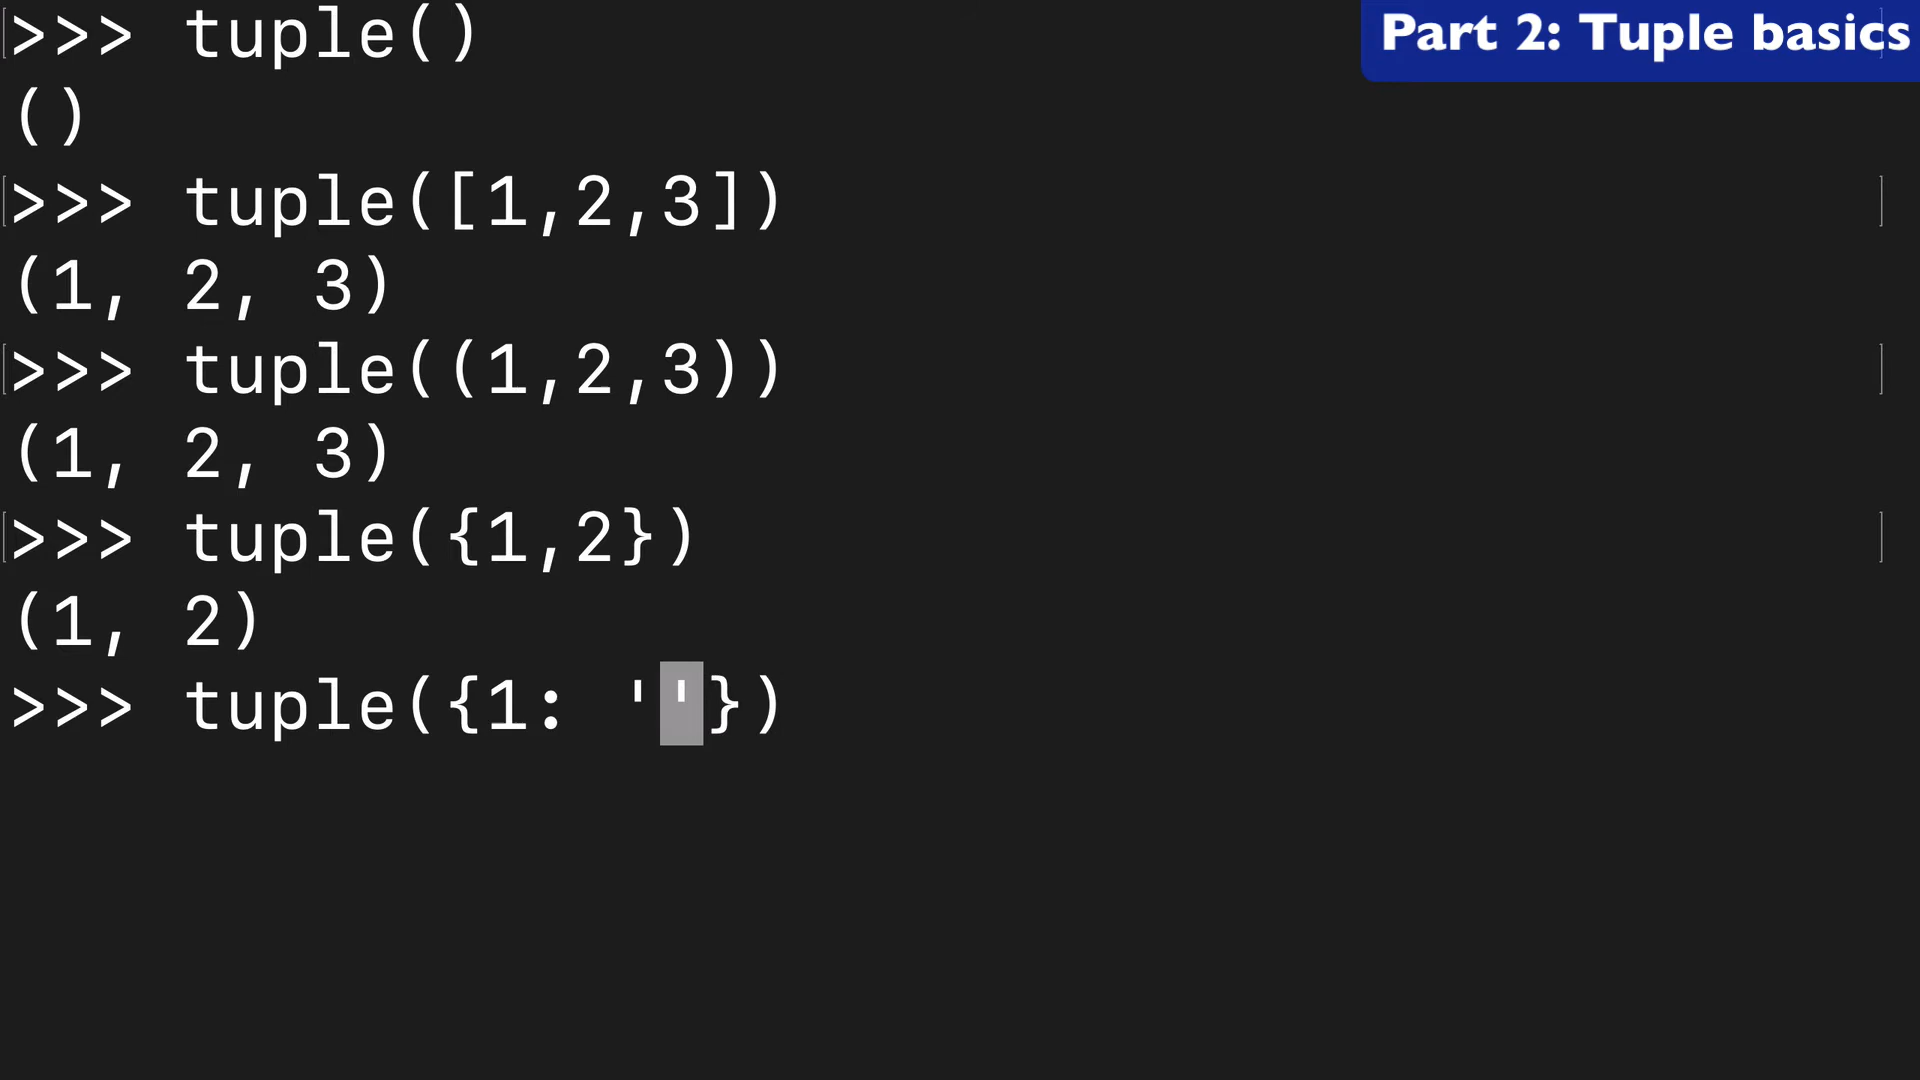 >>> tuple()
Part 2: Tuple basics
()
>>> tuple([1,2,3])
(1, 2, 3)
>>> tuple((1,2,3))
(1, 2, 3)
>>> tuple({1,2})
(1, 2)
>>> tuple({1: ''})